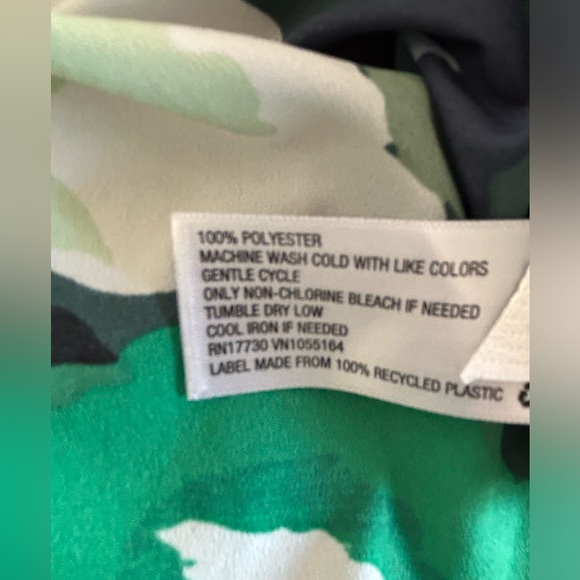 100% POLYESTER
MACHINE WASH COLD WITH LIKE COLORS
GENTLE CYCLE
ONLY NON-CHLORINE BLEACH IF NEEDED
TUMBLE DRY LOW
COOL IRON IF NEEDED
RN17730 VN1055164
LABEL MADE FROM 100% RECYCLED PLASTIC